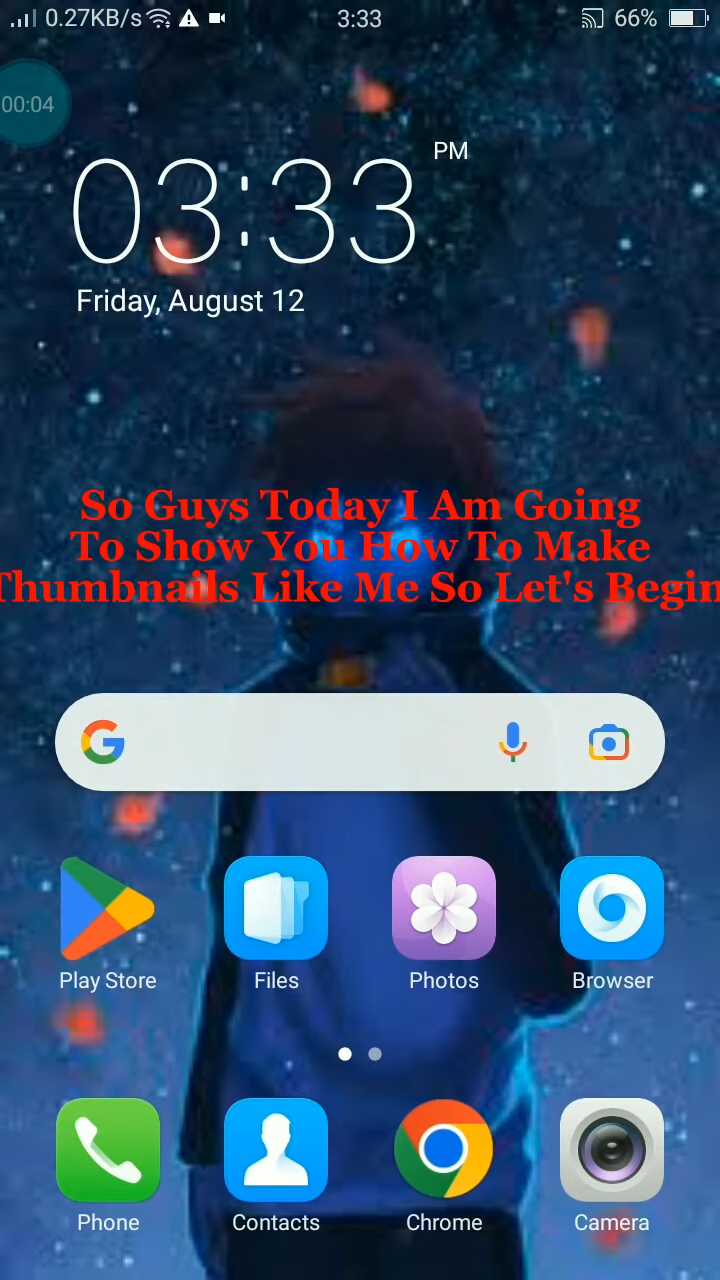 0.27KB/s 3:33 66%
00:04
03:33 PM
Friday, August 12
So Guys Today I Am Going
To Show You How To Make
Thumbnails Like Me So Let's Begin
Play Store Files Photos Browser
Phone Contacts Chrome Camera